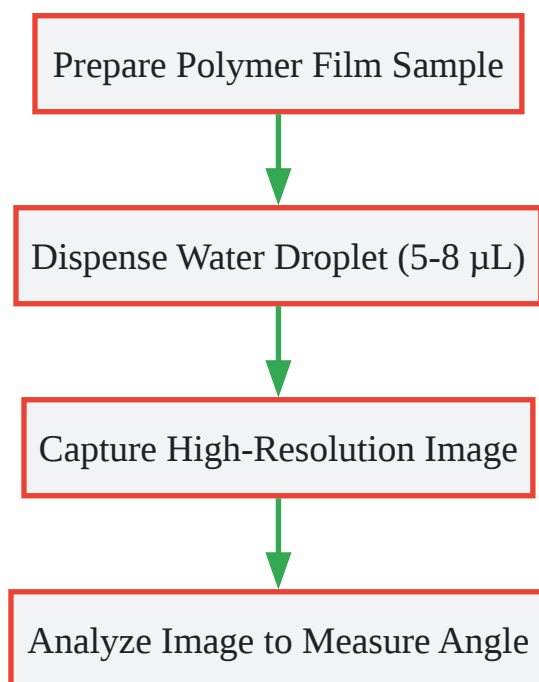 Prepare Polymer Film Sample
Dispense Water Droplet (5-8 µL)
Capture High-Resolution Image
Analyze Image to Measure Angle